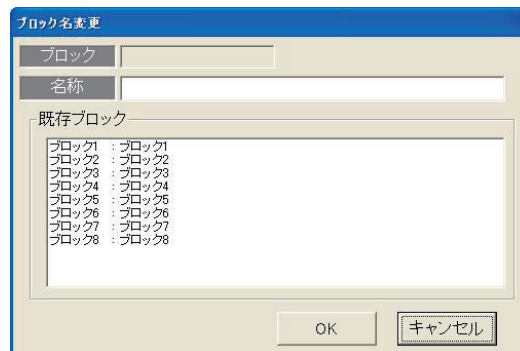 ブロック名変更
ブロック
名称
既存ブロック
ブロック1 : ブロック1
ブロック2 : ブロック2
ブロック3 : ブロック3
ブロック4 : ブロック4
ブロック5 : ブロック5
ブロック6 : ブロック6
ブロック7 : ブロック7
ブロック8 : ブロック8
OK キャンセル